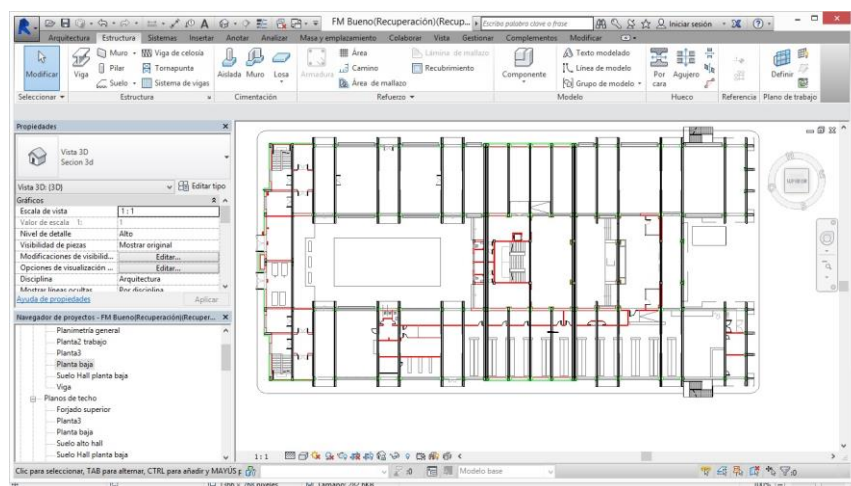 FM Bueno(Recuperación)(Recup...
Escriba palabra clave o frase
Iniciar sesión
Arquitectura Estructura Sistemas Insertar Anotar Analizar Masa y emplazamiento Colaborar Vista Gestionar Complementos Modificar
Muro Viga de celosía Área Lámina de mallazo Texto modelado
Pilar Tornapunta Camino Recubrimiento Línea de modelo
Modificar Viga Suelo Sistema de vigas Aislada Muro Losa Armadura Área de mallazo Componente Grupo de modelo Por cara Agujero Definir
Seleccionar Estructura Cimentación Refuerzo Modelo Hueco Referencia Plano de trabajo
Propiedades
Vista 3D
Secion 3d
Vista 3D: {3D} Editar tipo
Gráficos
Escala de vista 1:1
Valor de escala 1: 1
Nivel de detalle Alto
Visibilidad de piezas Mostrar original
Modificaciones de visibilid... Editar...
Opciones de visualización ... Editar...
Disciplina Arquitectura
Mostrar líneas ocultas Por disciplina
Ayuda de propiedades Aplicar
Navegador de proyectos - FM Bueno(Recuperación)(Recuper...
Planimetría general
Planta2 trabajo
Planta3
Planta baja
Suelo Hall planta baja
Viga
Planos de techo
Forjado superior
Planta3
Planta baja
Suelo alto hall
Suelo Hall planta baja
1:1
Clic para seleccionar, TAB para alternar, CTRL para añadir y MAYÚS p
:0 Modelo base :0